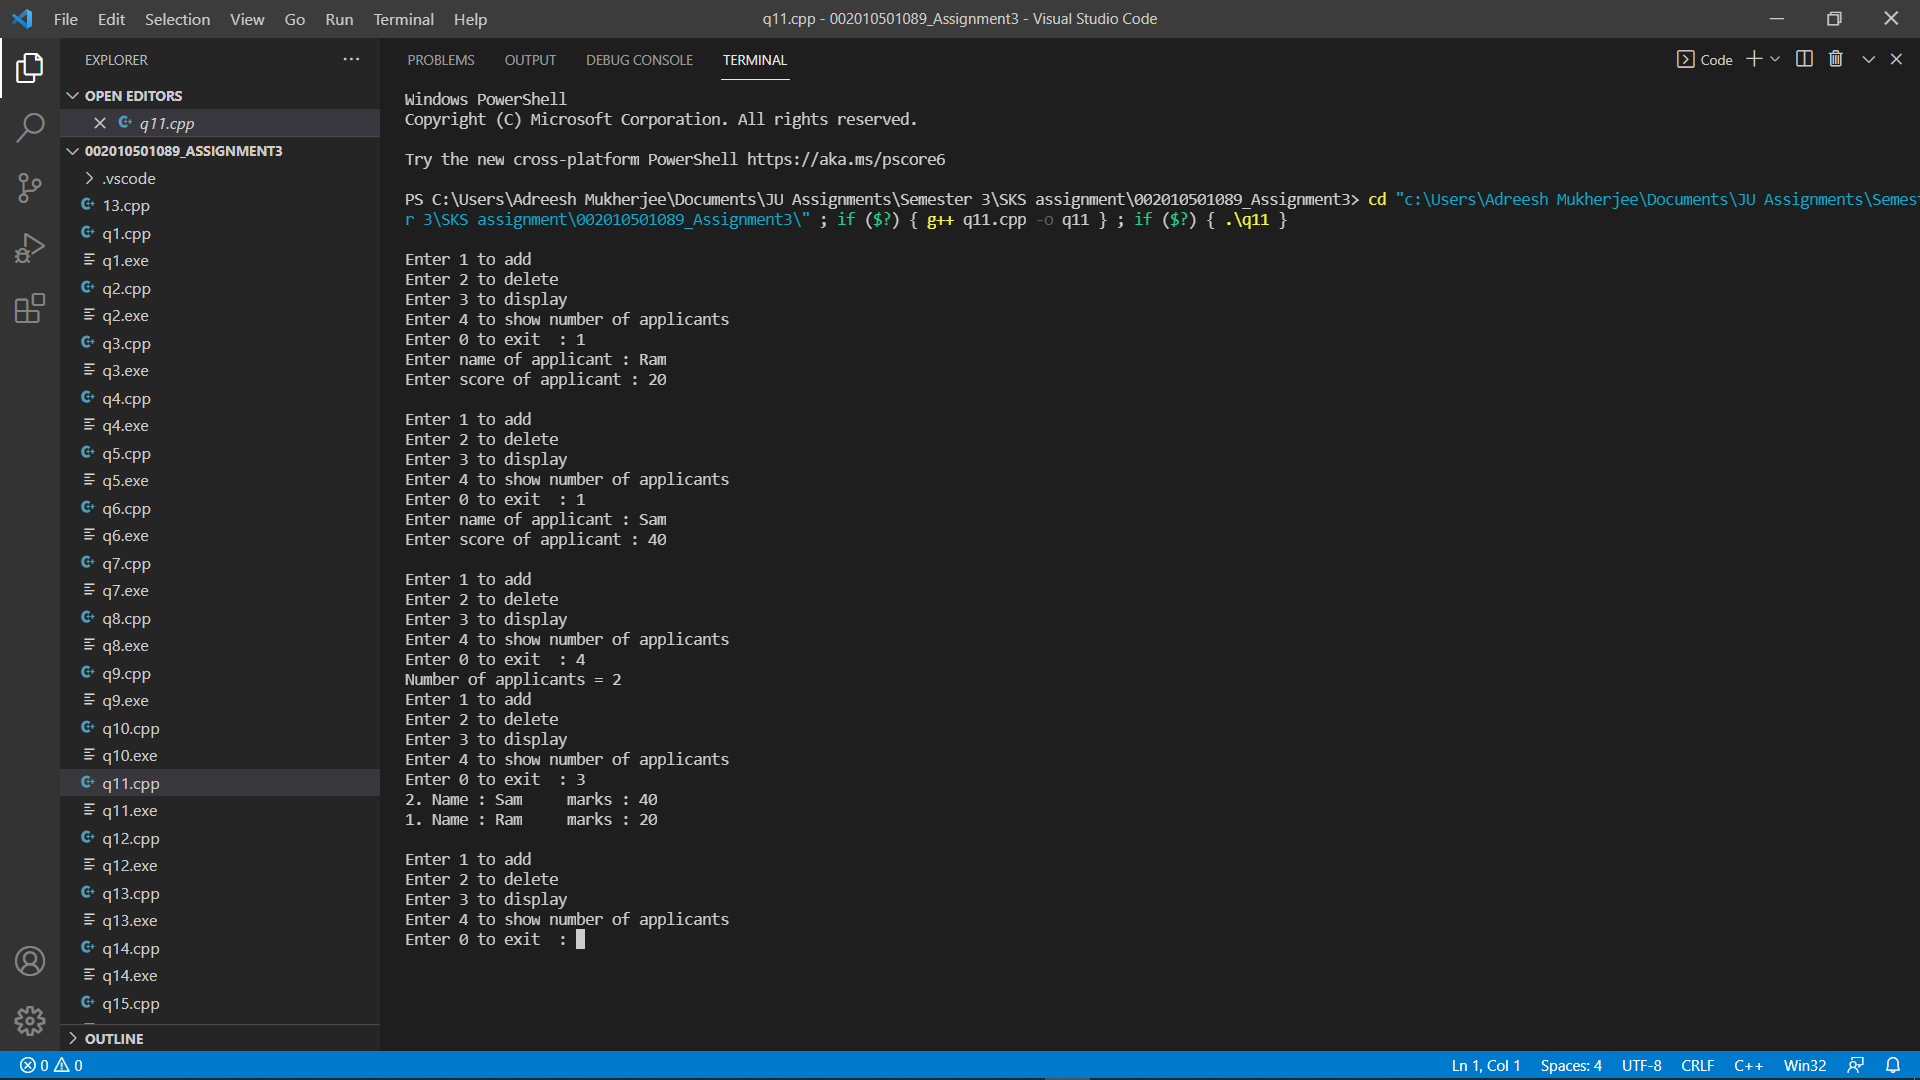 File Edit Selection View Go Run Terminal Help
q11.cpp - 002010501089_Assignment3 - Visual Studio Code
EXPLORER
OPEN EDITORS
q11.cpp
002010501089_ASSIGNMENT3
.vscode
13.cpp
q1.cpp
q1.exe
q2.cpp
q2.exe
q3.cpp
q3.exe
q4.cpp
q4.exe
q5.cpp
q5.exe
q6.cpp
q6.exe
q7.cpp
q7.exe
q8.cpp
q8.exe
q9.cpp
q9.exe
q10.cpp
q10.exe
q11.cpp
q11.exe
q12.cpp
q12.exe
q13.cpp
q13.exe
q14.cpp
q14.exe
q15.cpp
OUTLINE
PROBLEMS OUTPUT DEBUG CONSOLE TERMINAL
Code
Windows PowerShell
Copyright (C) Microsoft Corporation. All rights reserved.
Try the new cross-platform PowerShell https://aka.ms/pscore6
PS C:\Users\Adreesh Mukherjee\Documents\JU Assignments\Semester 3\SKS assignment\002010501089_Assignment3> cd "c:\Users\Adreesh Mukherjee\Documents\JU Assignments\Semes
r 3\SKS assignment\002010501089_Assignment3\" ; if ($?) { g++ q11.cpp -o q11 } ; if ($?) { .\q11 }
Enter 1 to add
Enter 2 to delete
Enter 3 to display
Enter 4 to show number of applicants
Enter 0 to exit  : 1
Enter name of applicant : Ram
Enter score of applicant : 20
Enter 1 to add
Enter 2 to delete
Enter 3 to display
Enter 4 to show number of applicants
Enter 0 to exit  : 1
Enter name of applicant : Sam
Enter score of applicant : 40
Enter 1 to add
Enter 2 to delete
Enter 3 to display
Enter 4 to show number of applicants
Enter 0 to exit  : 4
Number of applicants = 2
Enter 1 to add
Enter 2 to delete
Enter 3 to display
Enter 4 to show number of applicants
Enter 0 to exit  : 3
2. Name : Sam     marks : 40
1. Name : Ram     marks : 20
Enter 1 to add
Enter 2 to delete
Enter 3 to display
Enter 4 to show number of applicants
Enter 0 to exit  :
0 0
Ln 1, Col 1 Spaces: 4 UTF-8 CRLF C++ Win32